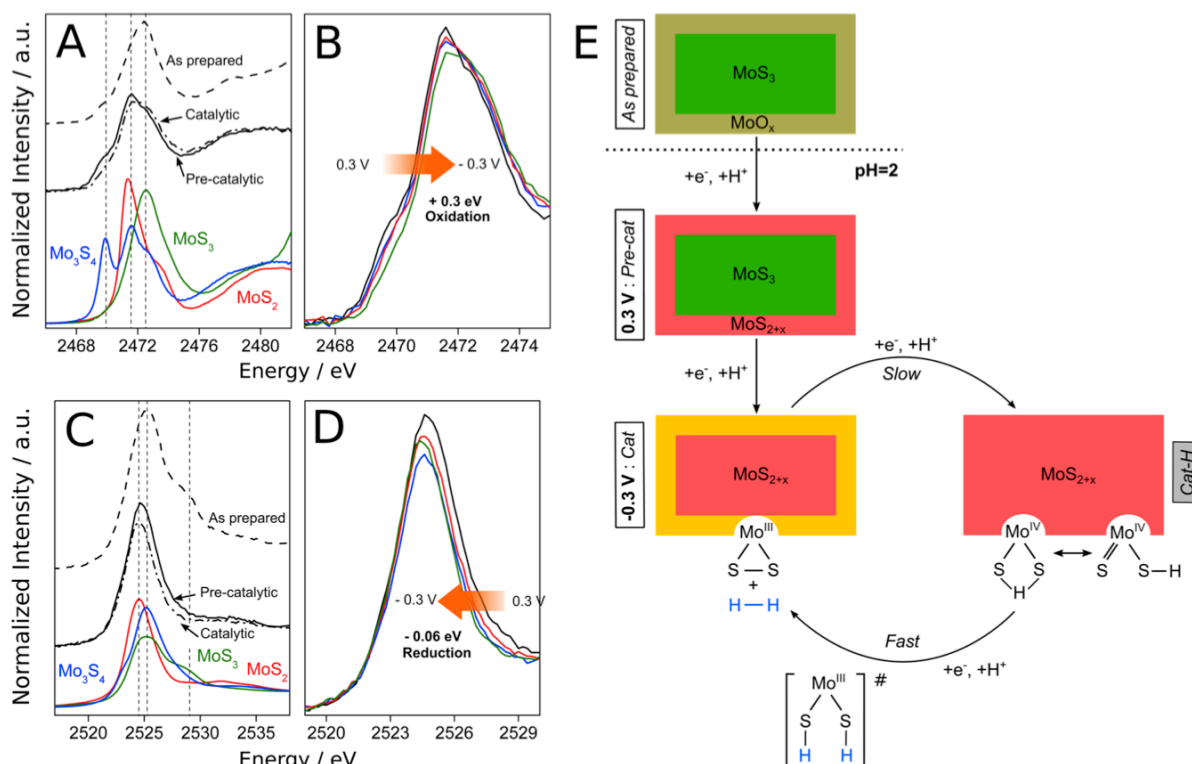 A
Normalized Intensity / a.u.
As prepared
Catalytic
Pre-catalytic
Mo3S4
MoS3
MoS2
2466 2470 2472 2476 2480
Energy / eV
B
0.3 V
- 0.3 V
+ 0.3 eV
Oxidation
2468 2470 2472 2474
C
Normalized Intensity / a.u.
As prepared
Pre-catalytic
Catalytic
Mo3S4
MoS3
MoS2
2520 2525 2530 2535
Energy / eV
D
- 0.3 V
0.3 V
- 0.06 eV
Reduction
2520 2523 2526 2529
E
As prepared
MoS3
MoOx
pH=2
+e-, +H+
0.3 V : Pre-cat
MoS3
MoS2+x
+e-, +H+
+e-, +H+
Slow
-0.3 V : Cat
MoS2+x
MoIII
S S
+
H H
MoS2+x
Cat-H
MoIV
S S
H
MoIV
S S H
Fast
+e-, +H+
MoIII
S S
H H
#